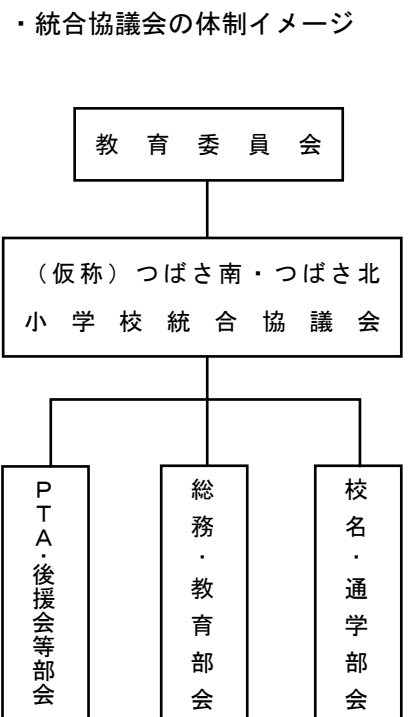 ・統合協議会の体制イメージ
教育委員会
（仮称）つばさ南・つばさ北
小学校統合協議会
ＰＴＡ・後援会等部会
総務・教育部会
校名・通学部会